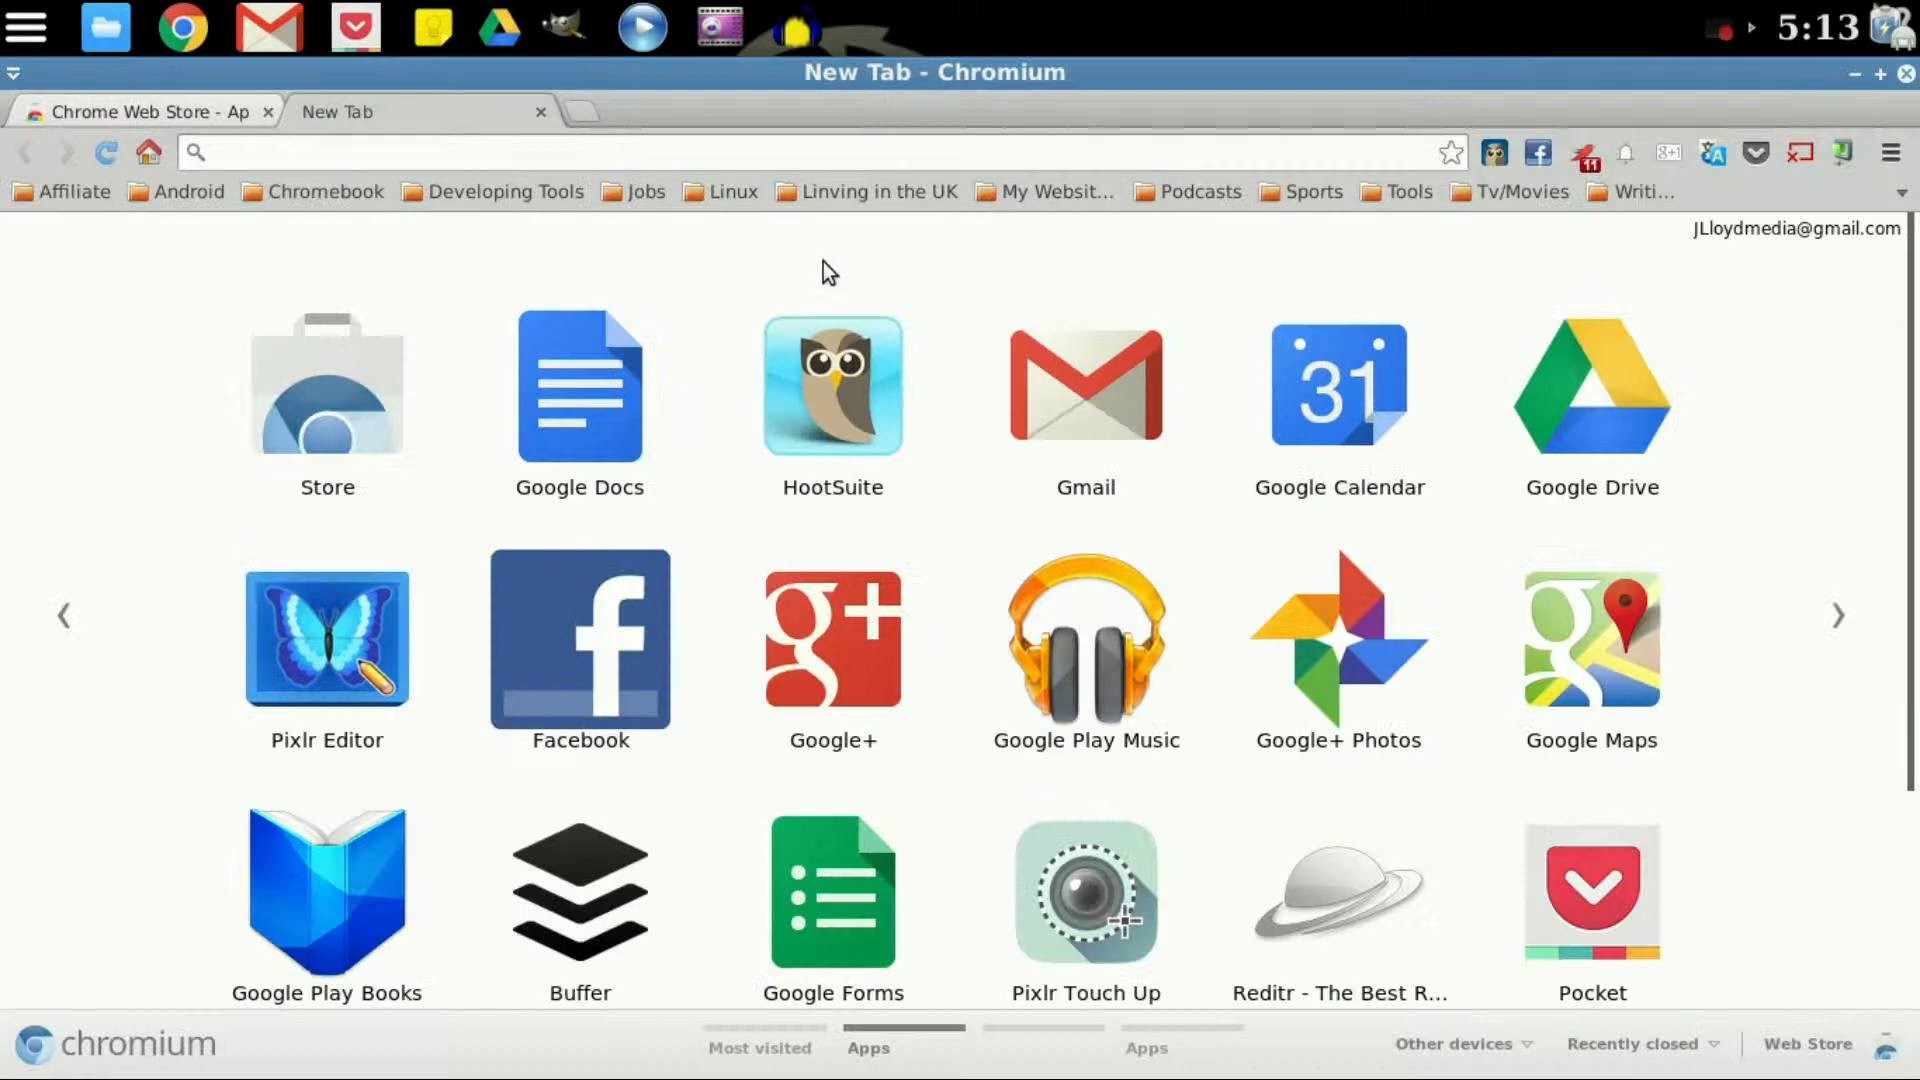 5:13
New Tab - Chromium
Chrome Web Store - Ap
New Tab
11
g+1
Affiliate Android Chromebook Developing Tools Jobs Linux Linving in the UK My Websit... Podcasts Sports Tools Tv/Movies Writi...
JLloydmedia@gmail.com
31
Store Google Docs HootSuite Gmail Google Calendar Google Drive
f g+ g
Pixlr Editor Facebook Google+ Google Play Music Google+ Photos Google Maps
Google Play Books Buffer Google Forms Pixlr Touch Up Reditr - The Best R... Pocket
chromium
Most visited Apps Apps Other devices Recently closed Web Store